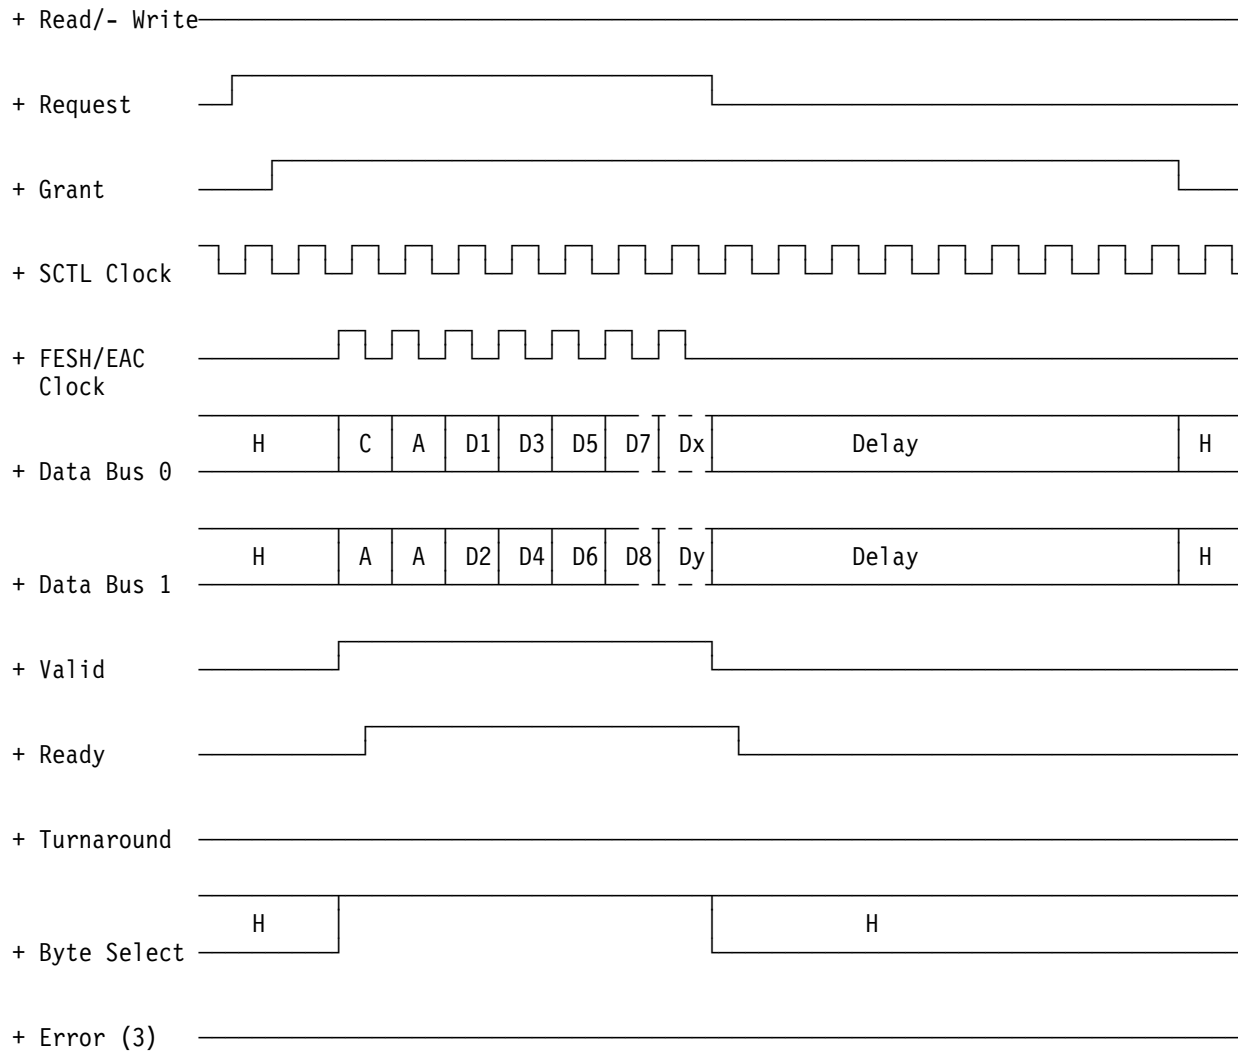 + Read/- Write
+ Request
+ Grant
+ SCTL Clock
+ FESH/EAC
Clock
H C A D1 D3 D5 D7 Dx Delay H
+ Data Bus 0
H A A D2 D4 D6 D8 Dy Delay H
+ Data Bus 1
+ Valid
+ Ready
+ Turnaround
H H
+ Byte Select
+ Error (3)